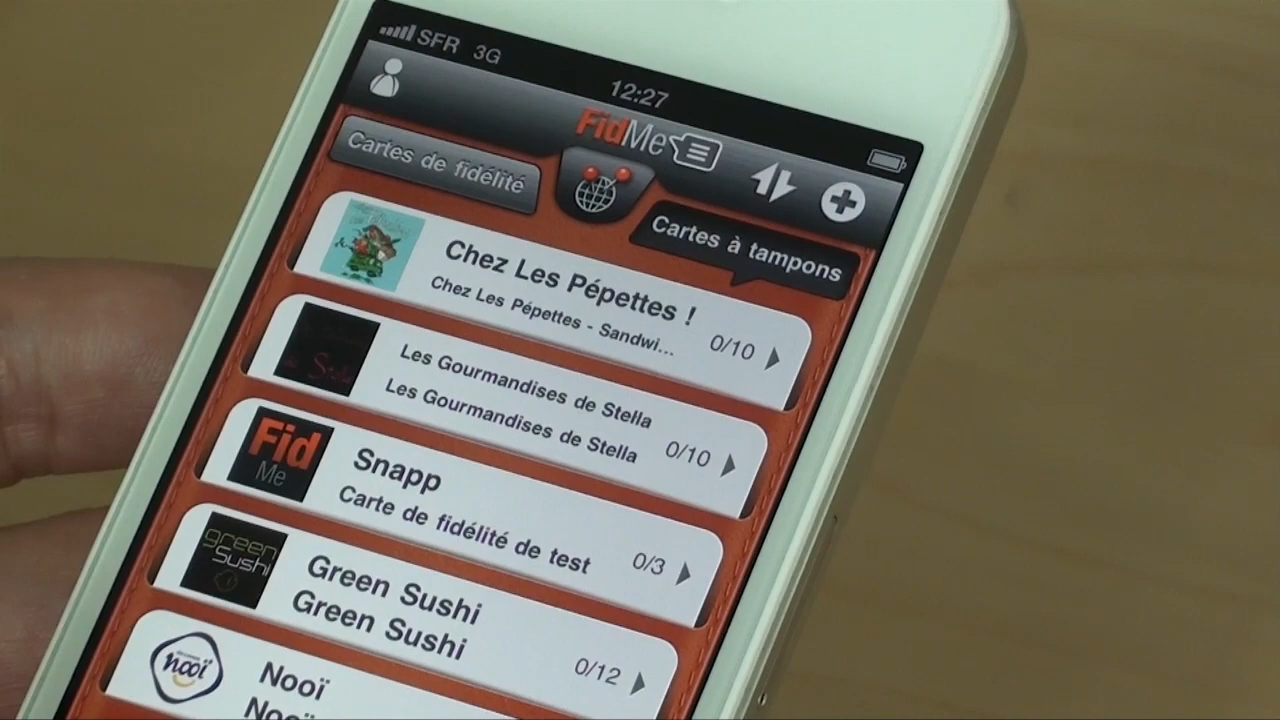 SFR 3G
12:27
FidMe
Cartes de fidélité
Cartes à tampons
Chez Les Pépettes !
Chez Les Pépettes - Sandwi...
0/10
Les Gourmandises de Stella
Les Gourmandises de Stella
0/10
Fid
Me
Snapp
Carte de fidélité de test
0/3
green
Sushi
Green Sushi
Green Sushi
0/12
nooï
Nooï
Nooï